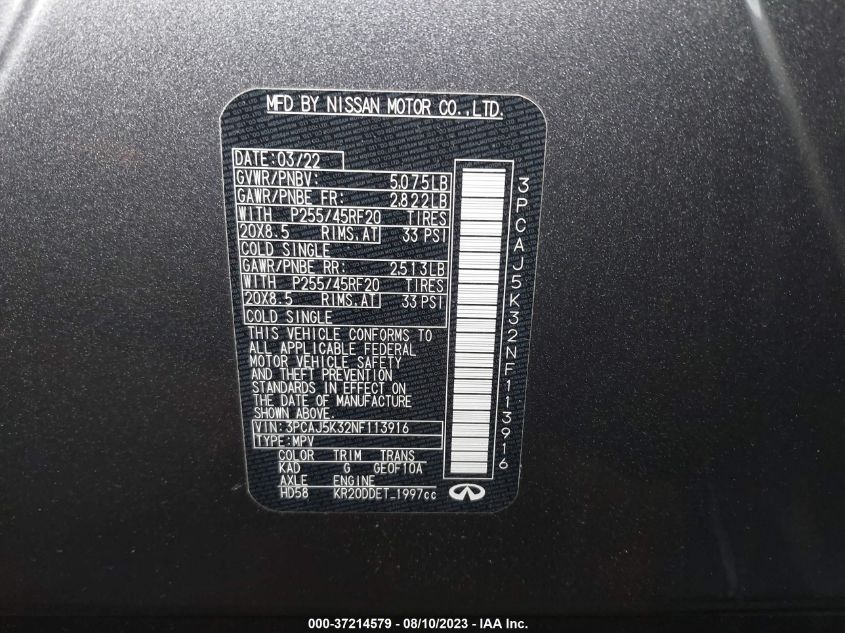 MFD BY NISSAN MOTOR CO.,LTD.
DATE:03/22
GVWR/PNBV: 5.075LB
GAWR/PNBE FR: 2.822LB
WITH P255/45RF20 TIRES
20X8.5 RIMS.AT 33 PSI
COLD SINGLE
GAWR/PNBE RR: 2.513LB
WITH P255/45RF20 TIRES
20X8.5 RIMS.AT 33 PSI
COLD SINGLE
THIS VEHICLE CONFORMS TO
ALL APPLICABLE FEDERAL
MOTOR VEHICLE SAFETY
AND THEFT PREVENTION
STANDARDS IN EFFECT ON
THE DATE OF MANUFACTURE
SHOWN ABOVE.
VIN:3PCAJ5K32NF113916
TYPE:MPV
COLOR TRIM TRANS
KAD G GE0F10A
AXLE ENGINE
HD58 KR20DDET_1997cc
3PCAJ5K32NF113916
000-37214579 - 08/10/2023 - IAA Inc.